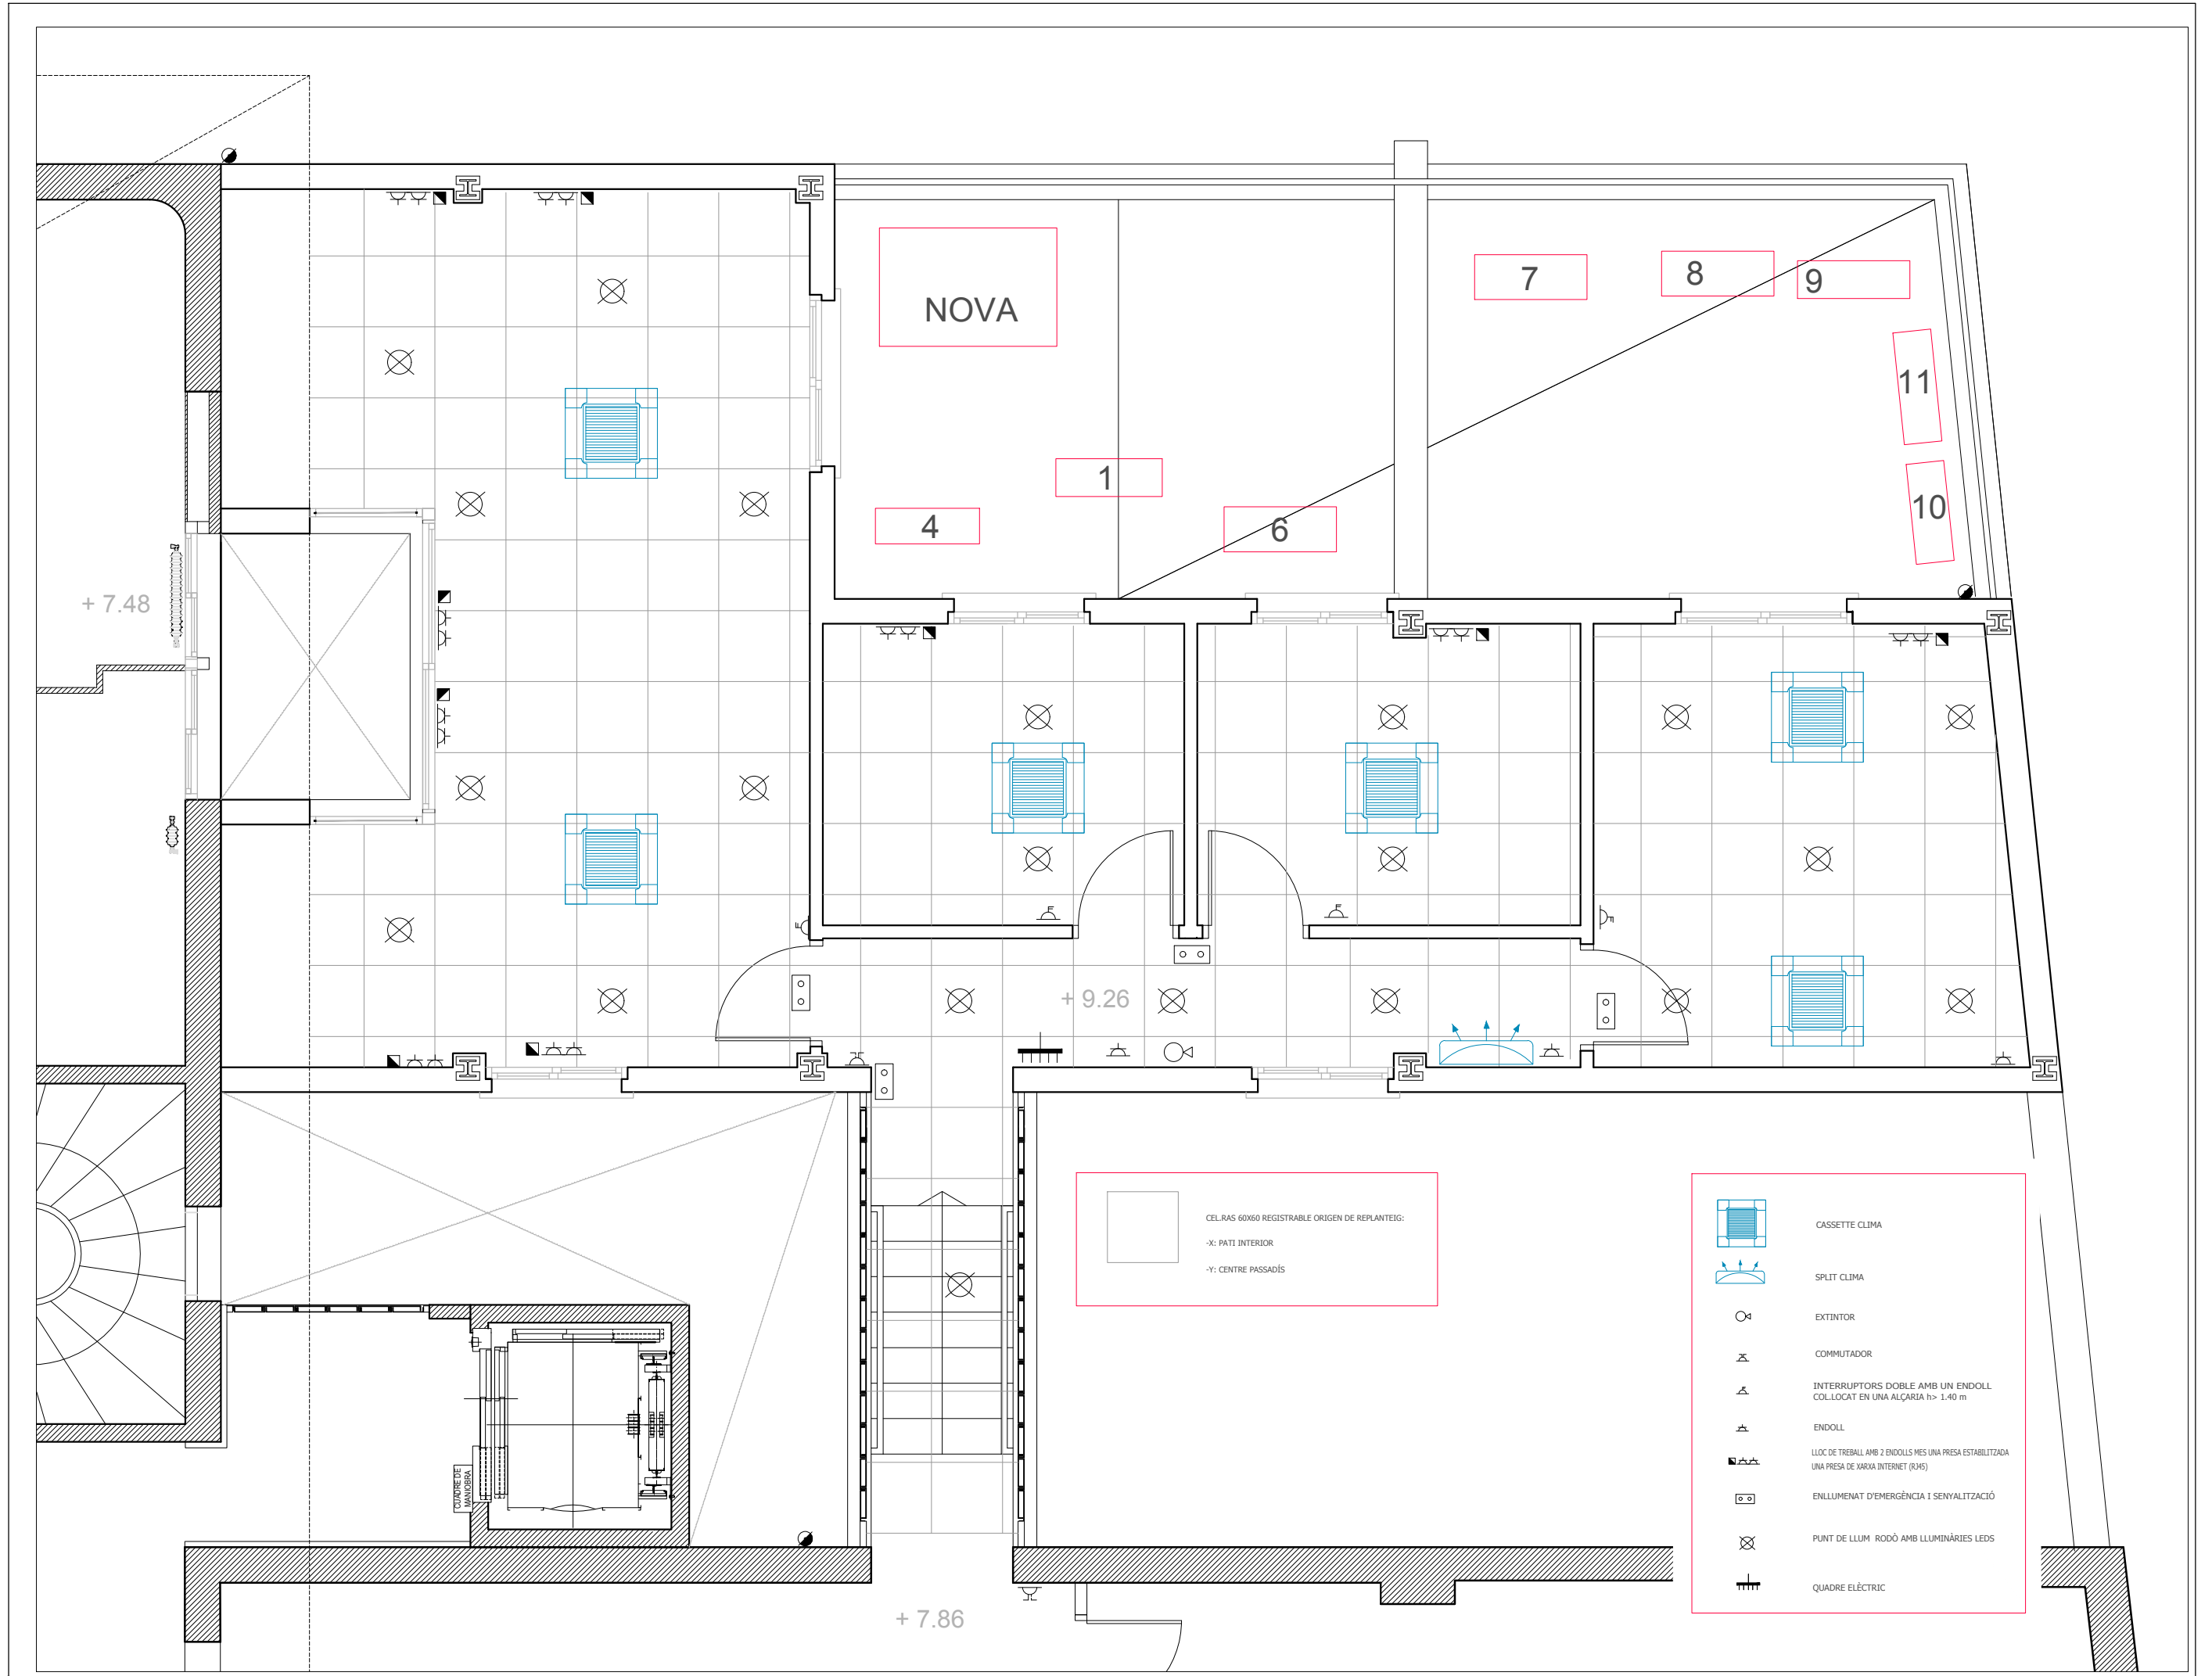 NOVA
7
8
9
11
1
4
6
10
+ 7.48
+ 9.26
CEL.RAS 60X60 REGISTRABLE ORIGEN DE REPLANTEIG:
-X: PATI INTERIOR
-Y: CENTRE PASSADÍS
CASSETTE CLIMA
SPLIT CLIMA
EXTINTOR
COMMUTADOR
INTERRUPTORS DOBLE AMB UN ENDOLL
COL.LOCAT EN UNA ALÇARIA h> 1.40 m
ENDOLL
LLOC DE TREBALL AMB 2 ENDOLLS MES UNA PRESA ESTABILITZADA
UNA PRESA DE XARXA INTERNET (RJ45)
ENLLUMENAT D'EMERGÈNCIA I SENYALITZACIÓ
PUNT DE LLUM RODÓ AMB LLUMINÀRIES LEDS
QUADRE ELÈCTRIC
CUADRE DE
MANIOBRA
+ 7.86